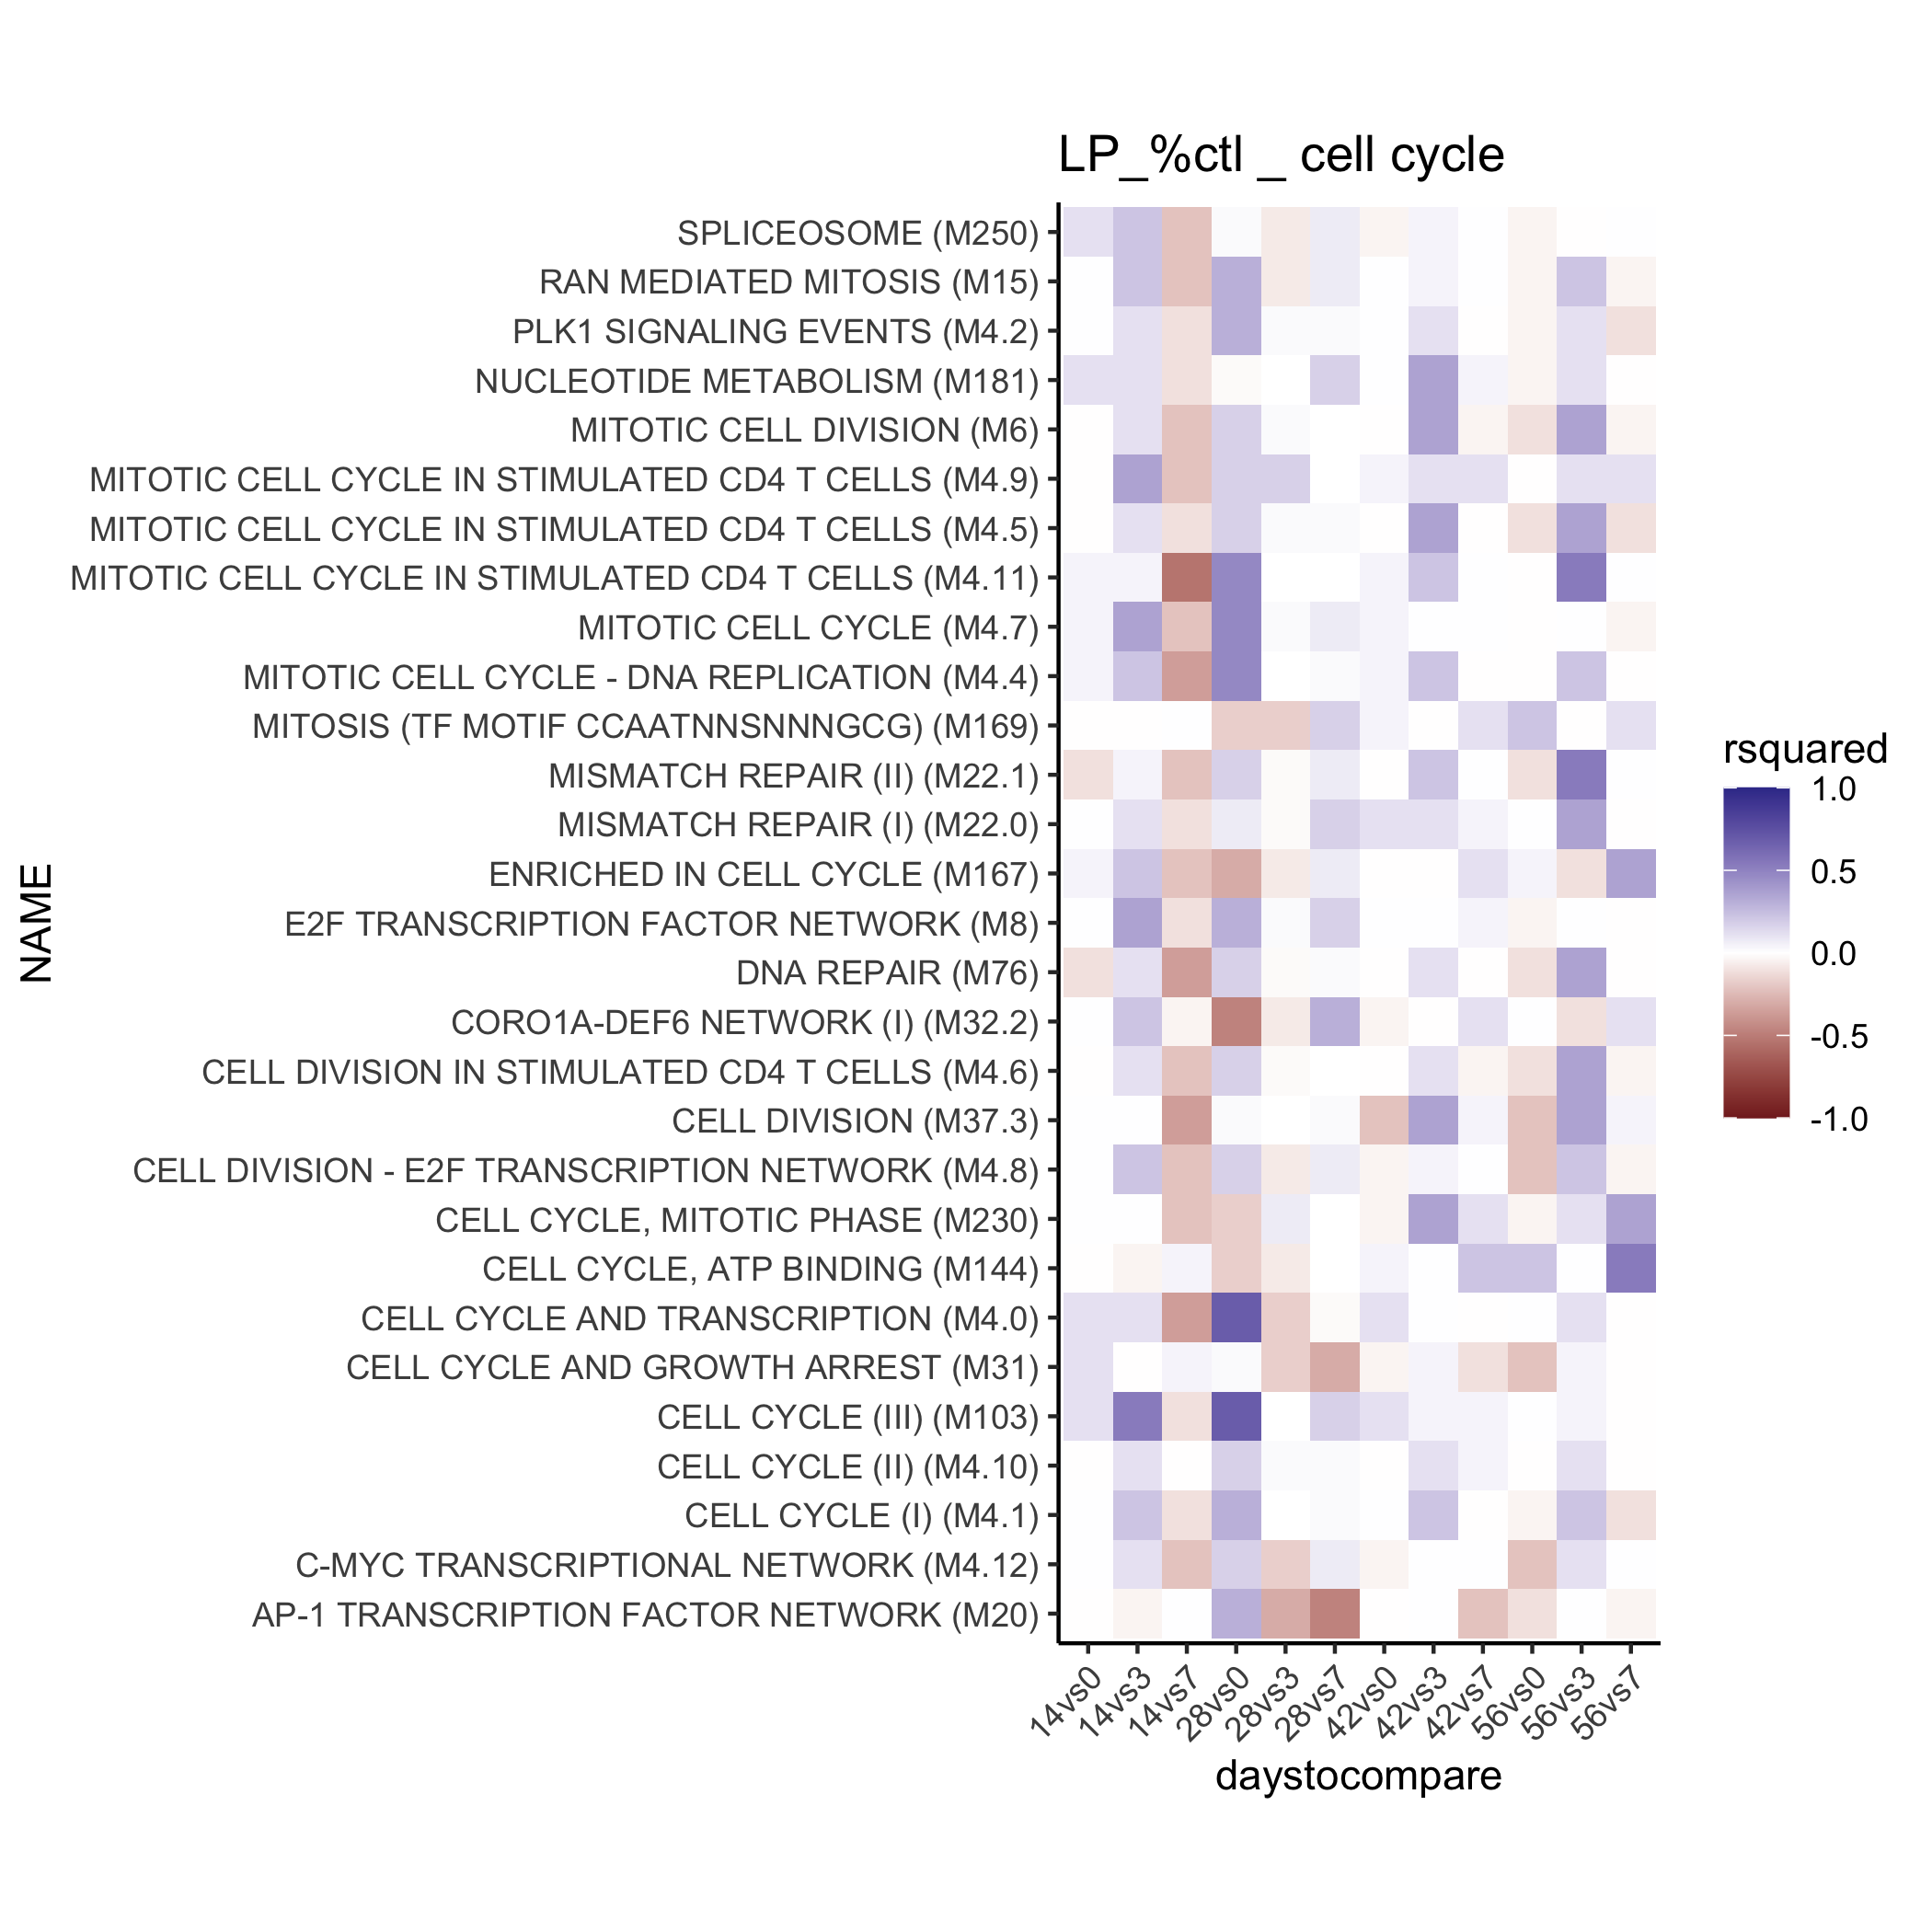 LP_%ctl _ cell cycle
NAME
SPLICEOSOME (M250)
RAN MEDIATED MITOSIS (M15)
PLK1 SIGNALING EVENTS (M4.2)
NUCLEOTIDE METABOLISM (M181)
MITOTIC CELL DIVISION (M6)
MITOTIC CELL CYCLE IN STIMULATED CD4 T CELLS (M4.9)
MITOTIC CELL CYCLE IN STIMULATED CD4 T CELLS (M4.5)
MITOTIC CELL CYCLE IN STIMULATED CD4 T CELLS (M4.11)
MITOTIC CELL CYCLE (M4.7)
MITOTIC CELL CYCLE - DNA REPLICATION (M4.4)
MITOSIS (TF MOTIF CCAATNNSNNNGCG) (M169)
MISMATCH REPAIR (II) (M22.1)
MISMATCH REPAIR (I) (M22.0)
ENRICHED IN CELL CYCLE (M167)
E2F TRANSCRIPTION FACTOR NETWORK (M8)
DNA REPAIR (M76)
CORO1A-DEF6 NETWORK (I) (M32.2)
CELL DIVISION IN STIMULATED CD4 T CELLS (M4.6)
CELL DIVISION (M37.3)
CELL DIVISION - E2F TRANSCRIPTION NETWORK (M4.8)
CELL CYCLE, MITOTIC PHASE (M230)
CELL CYCLE, ATP BINDING (M144)
CELL CYCLE AND TRANSCRIPTION (M4.0)
CELL CYCLE AND GROWTH ARREST (M31)
CELL CYCLE (III) (M103)
CELL CYCLE (II) (M4.10)
CELL CYCLE (I) (M4.1)
C-MYC TRANSCRIPTIONAL NETWORK (M4.12)
AP-1 TRANSCRIPTION FACTOR NETWORK (M20)
14vs0 14vs3 14vs7 28vs0 28vs3 28vs7 42vs0 42vs3 42vs7 56vs0 56vs3 56vs7
daystocompare
rsquared
1.0
0.5
0.0
-0.5
-1.0